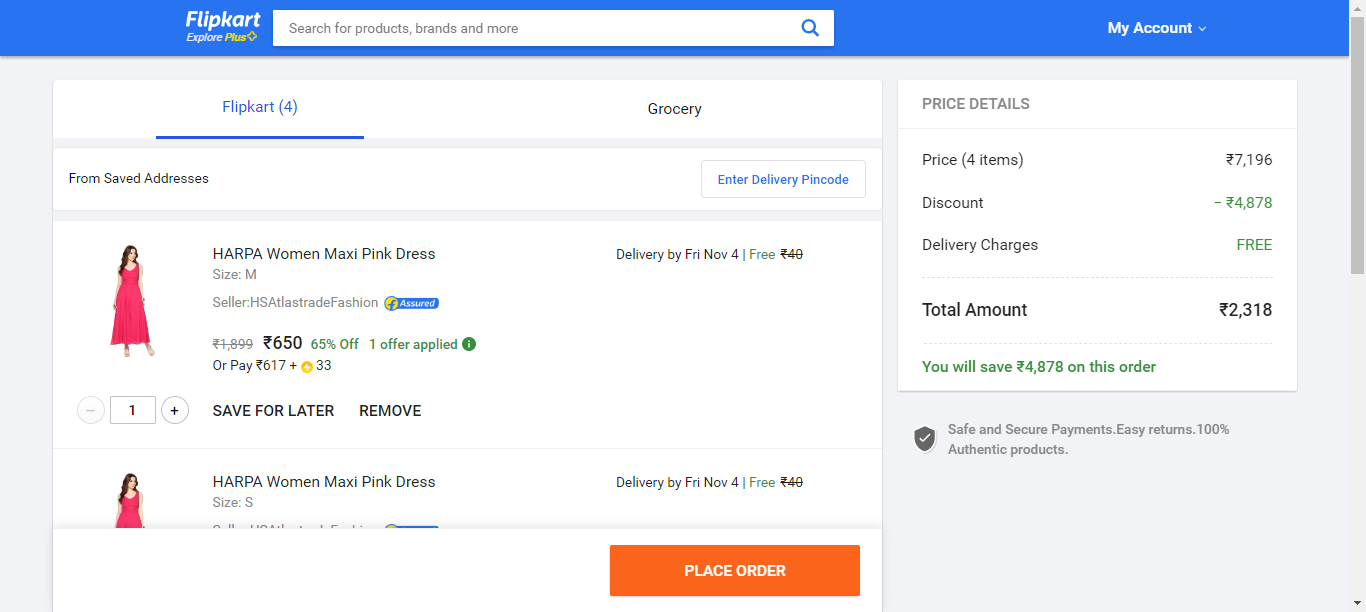 Flipkart
Explore Plus
Search for products, brands and more
My Account
Flipkart (4)
Grocery
From Saved Addresses
Enter Delivery Pincode
HARPA Women Maxi Pink Dress
Size: M
Seller:HSAtlastradeFashion
Assured
₹1,899 ₹650 65% Off 1 offer applied
Or Pay ₹617 + 33
Delivery by Fri Nov 4 | Free ₹40
− 1 +
SAVE FOR LATER REMOVE
HARPA Women Maxi Pink Dress
Size: S
Delivery by Fri Nov 4 | Free ₹40
PLACE ORDER
PRICE DETAILS
Price (4 items) ₹7,196
Discount − ₹4,878
Delivery Charges FREE
Total Amount ₹2,318
You will save ₹4,878 on this order
Safe and Secure Payments.Easy returns.100%
Authentic products.